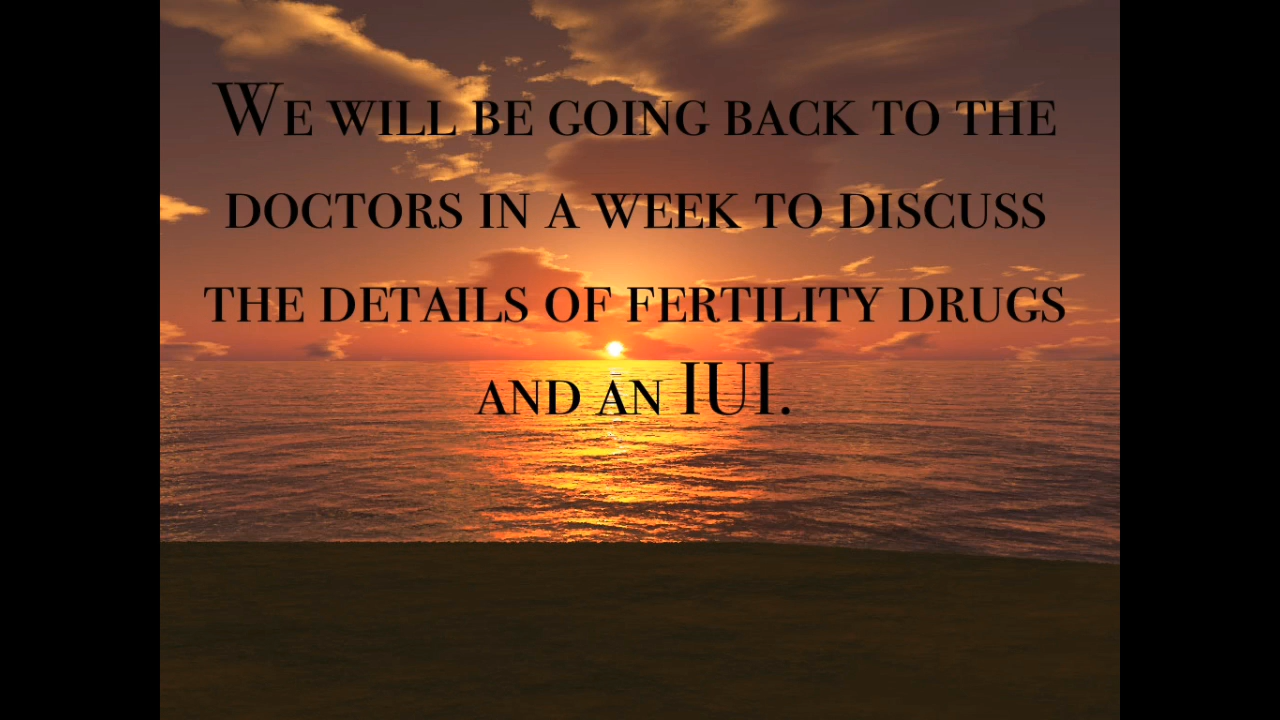 We will be going back to the
doctors in a week to discuss
the details of fertility drugs
and an IUI.